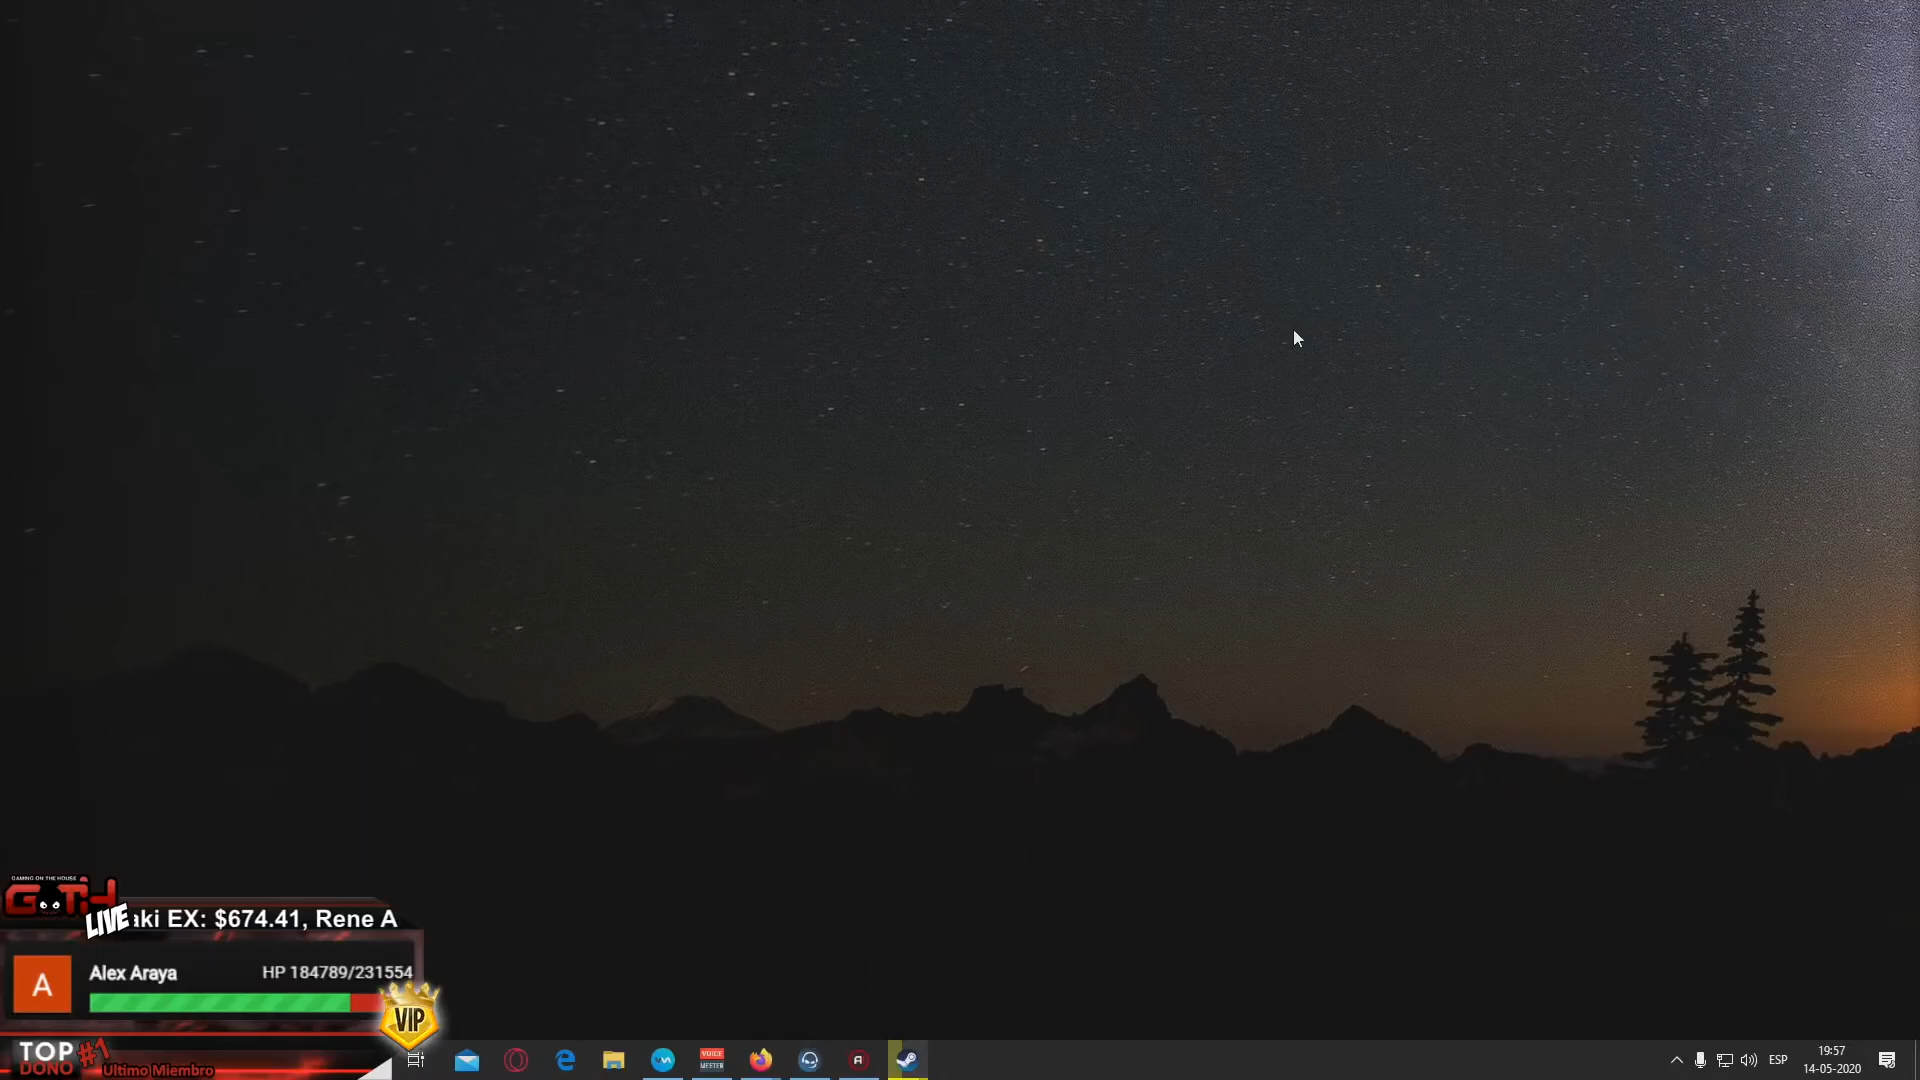 GAMING ON THE HOUSE
GOTH
LIVE
aki EX: $674.41, Rene A
A
Alex Araya
HP 184789/231554
VIP
TOP #1
DONO
Ultimo Miembro
VOICE
MEETER
ESP
19:57
14-05-2020